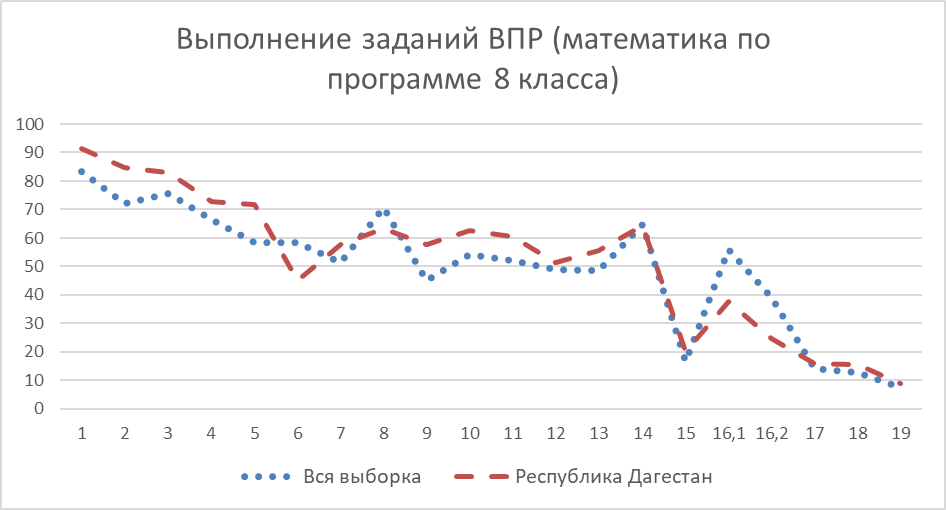 Выполнение заданий ВПР (математика по
программе 8 класса)
100
90
80
70
60
50
40
30
20
10
0
1 2 3 4 5 6 7 8 9 10 11 12 13 14 15 16,1 16,2 17 18 19
Вся выборка Республика Дагестан